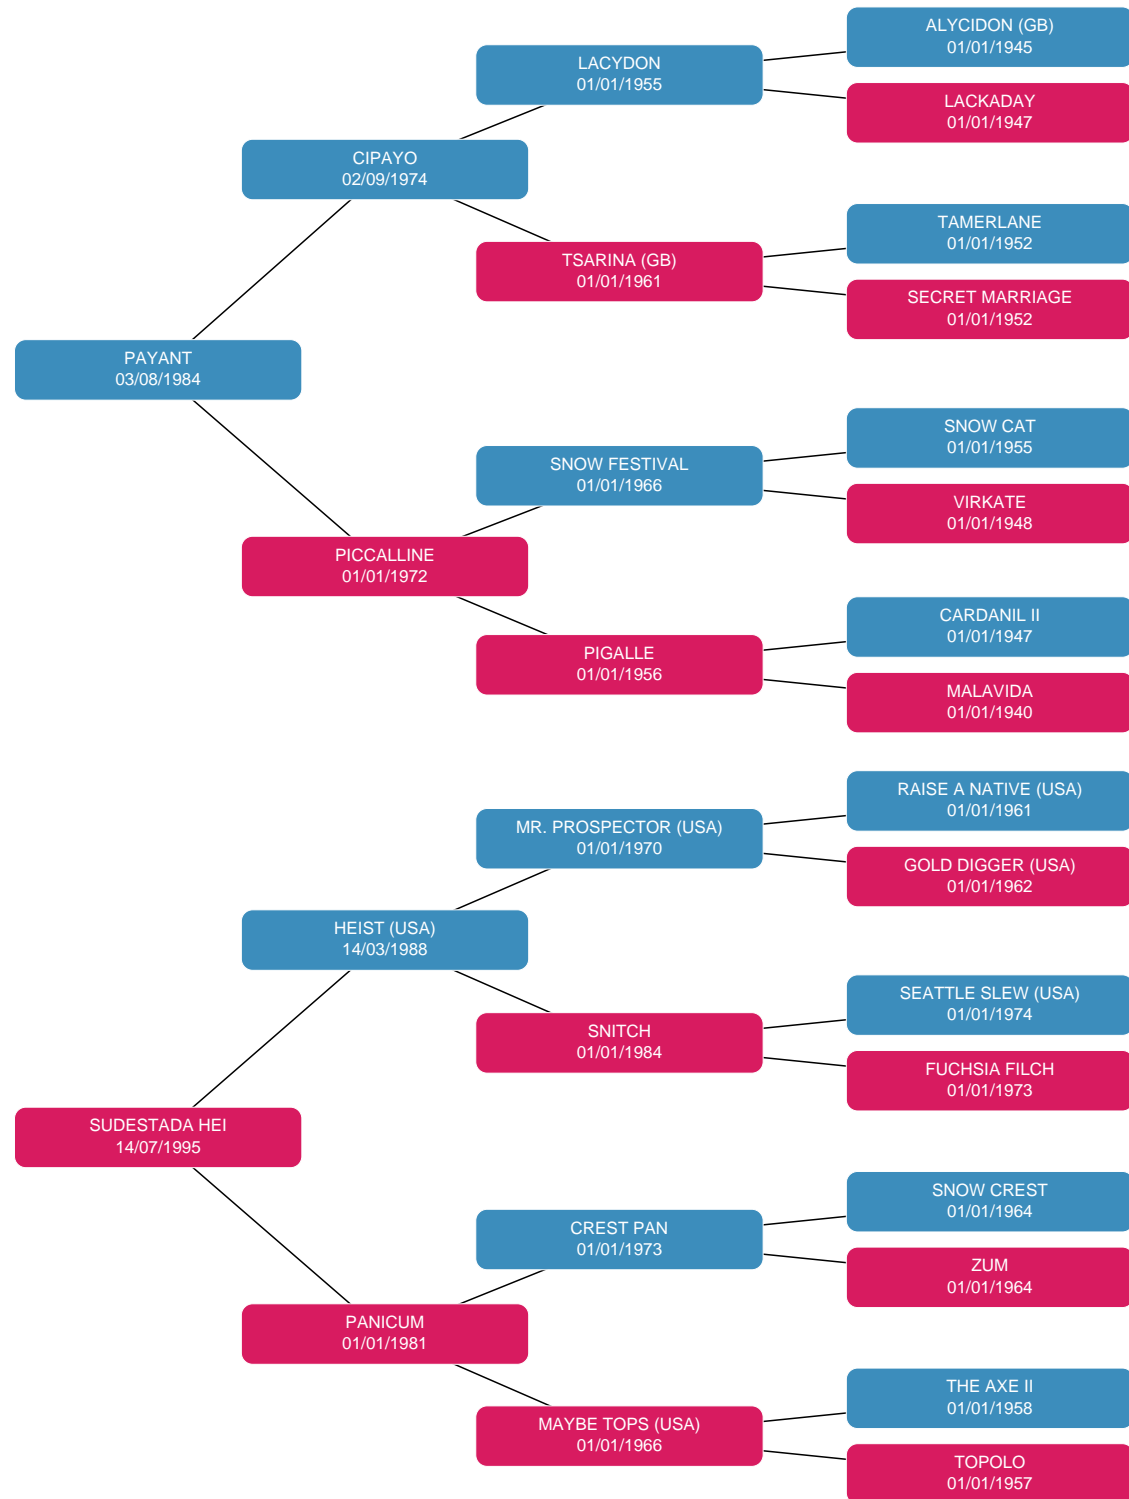 ALYCIDON (GB)
01/01/1945
LACYDON
01/01/1955
LACKADAY
01/01/1947
CIPAYO
02/09/1974
TAMERLANE
01/01/1952
TSARINA (GB)
01/01/1961
SECRET MARRIAGE
01/01/1952
PAYANT
03/08/1984
SNOW CAT
01/01/1955
SNOW FESTIVAL
01/01/1966
VIRKATE
01/01/1948
PICCALLINE
01/01/1972
CARDANIL II
01/01/1947
PIGALLE
01/01/1956
MALAVIDA
01/01/1940
RAISE A NATIVE (USA)
01/01/1961
MR. PROSPECTOR (USA)
01/01/1970
GOLD DIGGER (USA)
01/01/1962
HEIST (USA)
14/03/1988
SEATTLE SLEW (USA)
01/01/1974
SNITCH
01/01/1984
FUCHSIA FILCH
01/01/1973
SUDESTADA HEI
14/07/1995
SNOW CREST
01/01/1964
CREST PAN
01/01/1973
ZUM
01/01/1964
PANICUM
01/01/1981
THE AXE II
01/01/1958
MAYBE TOPS (USA)
01/01/1966
TOPOLO
01/01/1957